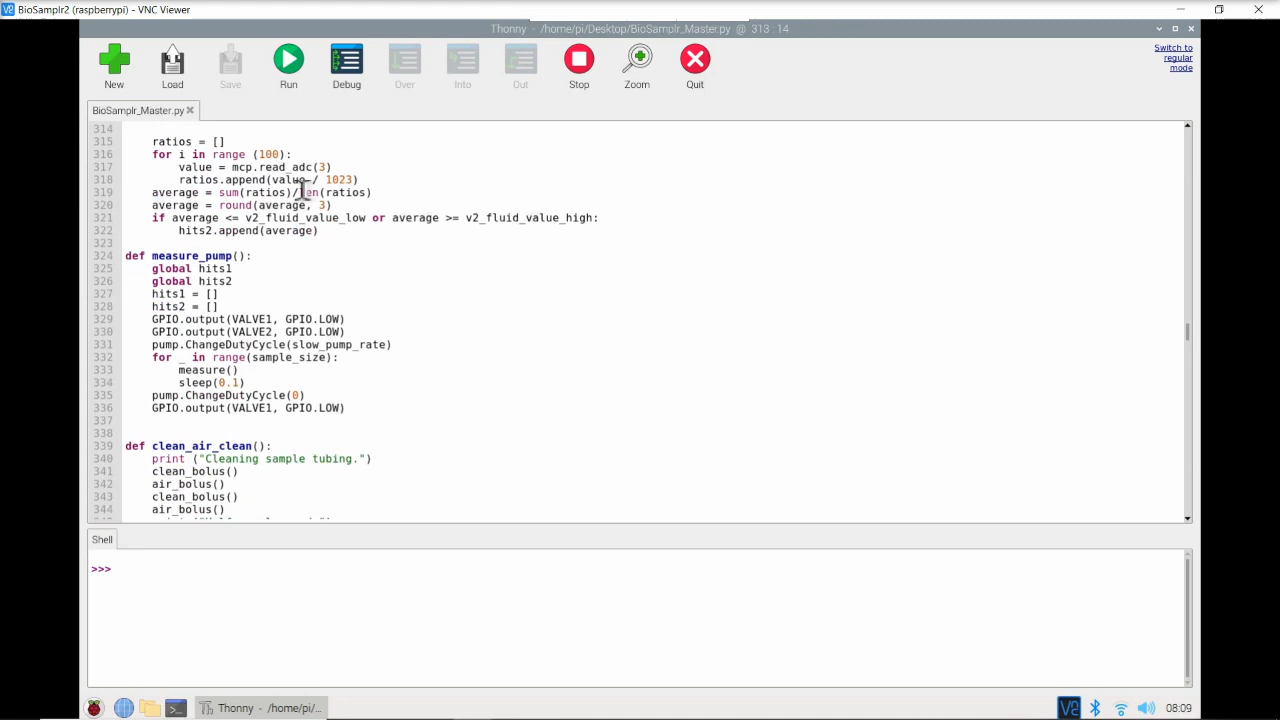 BioSamplr2 (raspberrypi) - VNC Viewer
Thonny - /home/pi/Desktop/BioSamplr_Master.py @ 313 : 14
New
Load
Save
Run
Debug
Over
Into
Out
Stop
Zoom
Quit
Switch to
regular
mode
BioSamplr_Master.py
314
315 ratios = []
316 for i in range (100):
317 value = mcp.read_adc(3)
318 ratios.append(value / 1023)
319 average = sum(ratios)/len(ratios)
320 average = round(average, 3)
321 if average <= v2_fluid_value_low or average >= v2_fluid_value_high:
322 hits2.append(average)
323
324 def measure_pump():
325 global hits1
326 global hits2
327 hits1 = []
328 hits2 = []
329 GPIO.output(VALVE1, GPIO.LOW)
330 GPIO.output(VALVE2, GPIO.LOW)
331 pump.ChangeDutyCycle(slow_pump_rate)
332 for _ in range(sample_size):
333 measure()
334 sleep(0.1)
335 pump.ChangeDutyCycle(0)
336 GPIO.output(VALVE1, GPIO.LOW)
337
338
339 def clean_air_clean():
340 print ("Cleaning sample tubing.")
341 clean_bolus()
342 air_bolus()
343 clean_bolus()
344 air_bolus()
Shell
>>>
Thonny - /home/pi/...
08:09